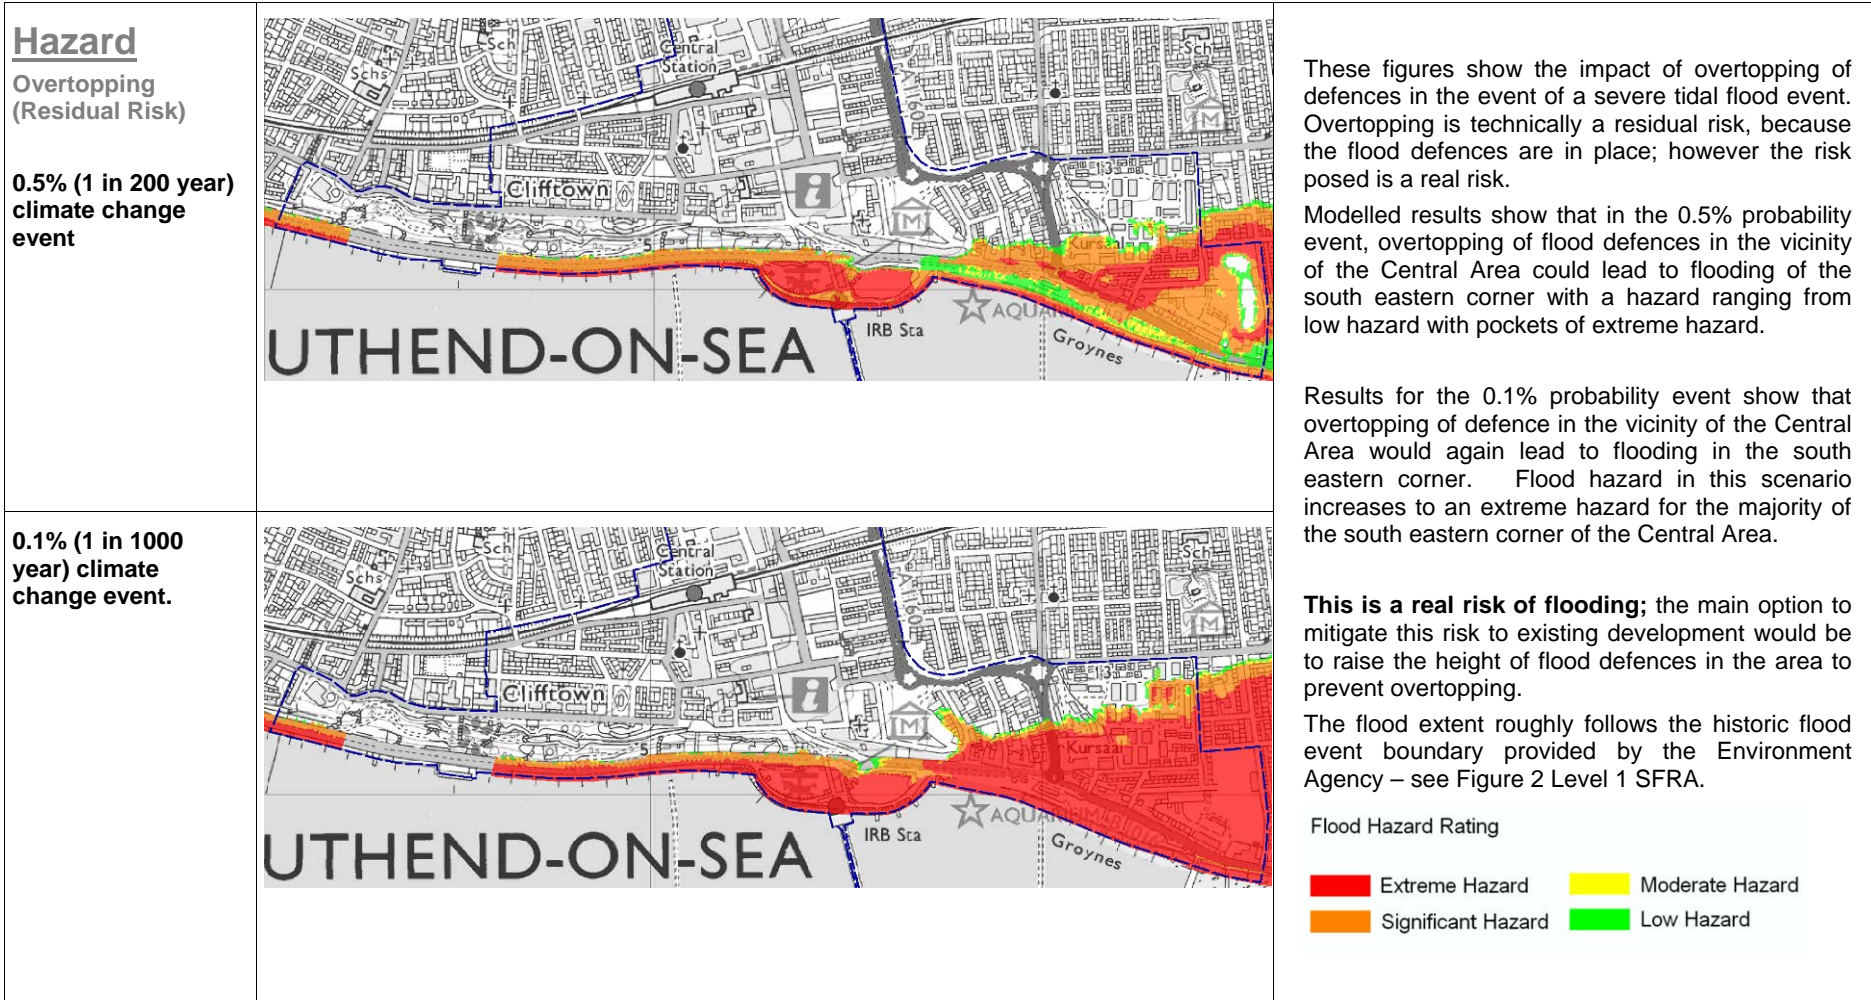 Hazard
Overtopping
(Residual Risk)
0.5% (1 in 200 year)
climate change
event
Sch
Schs
Central
Station
A1160
Sch
M
Clifftown
i
M
13
5
Kursaal
IRB Sta
AQUARIUM
Groynes
UTHEND-ON-SEA
These figures show the impact of overtopping of
defences in the event of a severe tidal flood event.
Overtopping is technically a residual risk, because
the flood defences are in place; however the risk
posed is a real risk.
Modelled results show that in the 0.5% probability
event, overtopping of flood defences in the vicinity
of the Central Area could lead to flooding of the
south eastern corner with a hazard ranging from
low hazard with pockets of extreme hazard.
Results for the 0.1% probability event show that
overtopping of defence in the vicinity of the Central
Area would again lead to flooding in the south
eastern corner. Flood hazard in this scenario
increases to an extreme hazard for the majority of
the south eastern corner of the Central Area.
0.1% (1 in 1000
year) climate
change event.
Sch
Schs
Central
Station
A1160
Sch
M
Clifftown
i
M
13
5
Kursaal
IRB Sta
AQUARIUM
Groynes
UTHEND-ON-SEA
This is a real risk of flooding; the main option to
mitigate this risk to existing development would be
to raise the height of flood defences in the area to
prevent overtopping.
The flood extent roughly follows the historic flood
event boundary provided by the Environment
Agency – see Figure 2 Level 1 SFRA.
Flood Hazard Rating
Extreme Hazard
Moderate Hazard
Significant Hazard
Low Hazard